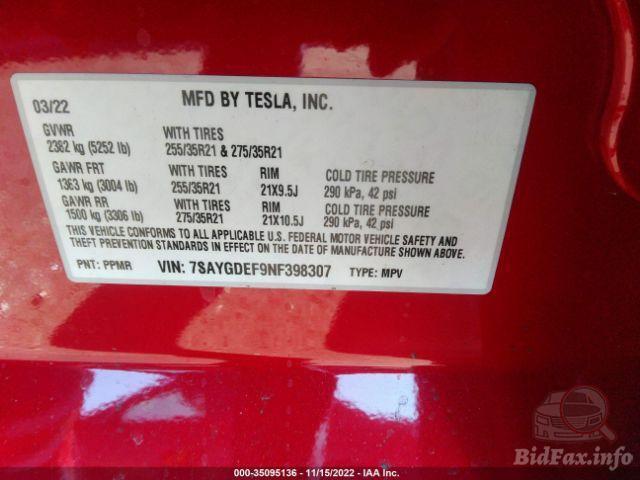 03/22 MFD BY TESLA, INC.
GVWR WITH TIRES
2382 kg (5252 lb) 255/35R21 & 275/35R21
GAWR FRT WITH TIRES RIM COLD TIRE PRESSURE
1363 kg (3004 lb) 255/35R21 21X9.5J 290 kPa, 42 psi
GAWR RR WITH TIRES RIM COLD TIRE PRESSURE
1500 kg (3306 lb) 275/35R21 21X10.5J 290 kPa, 42 psi
THIS VEHICLE CONFORMS TO ALL APPLICABLE U.S. FEDERAL MOTOR VEHICLE SAFETY AND
THEFT PREVENTION STANDARDS IN EFFECT ON THE DATE OF MANUFACTURE SHOWN ABOVE.
PNT: PPMR VIN: 7SAYGDEF9NF398307 TYPE: MPV
BidFax.info
000-35095136 - 11/15/2022 - IAA Inc.